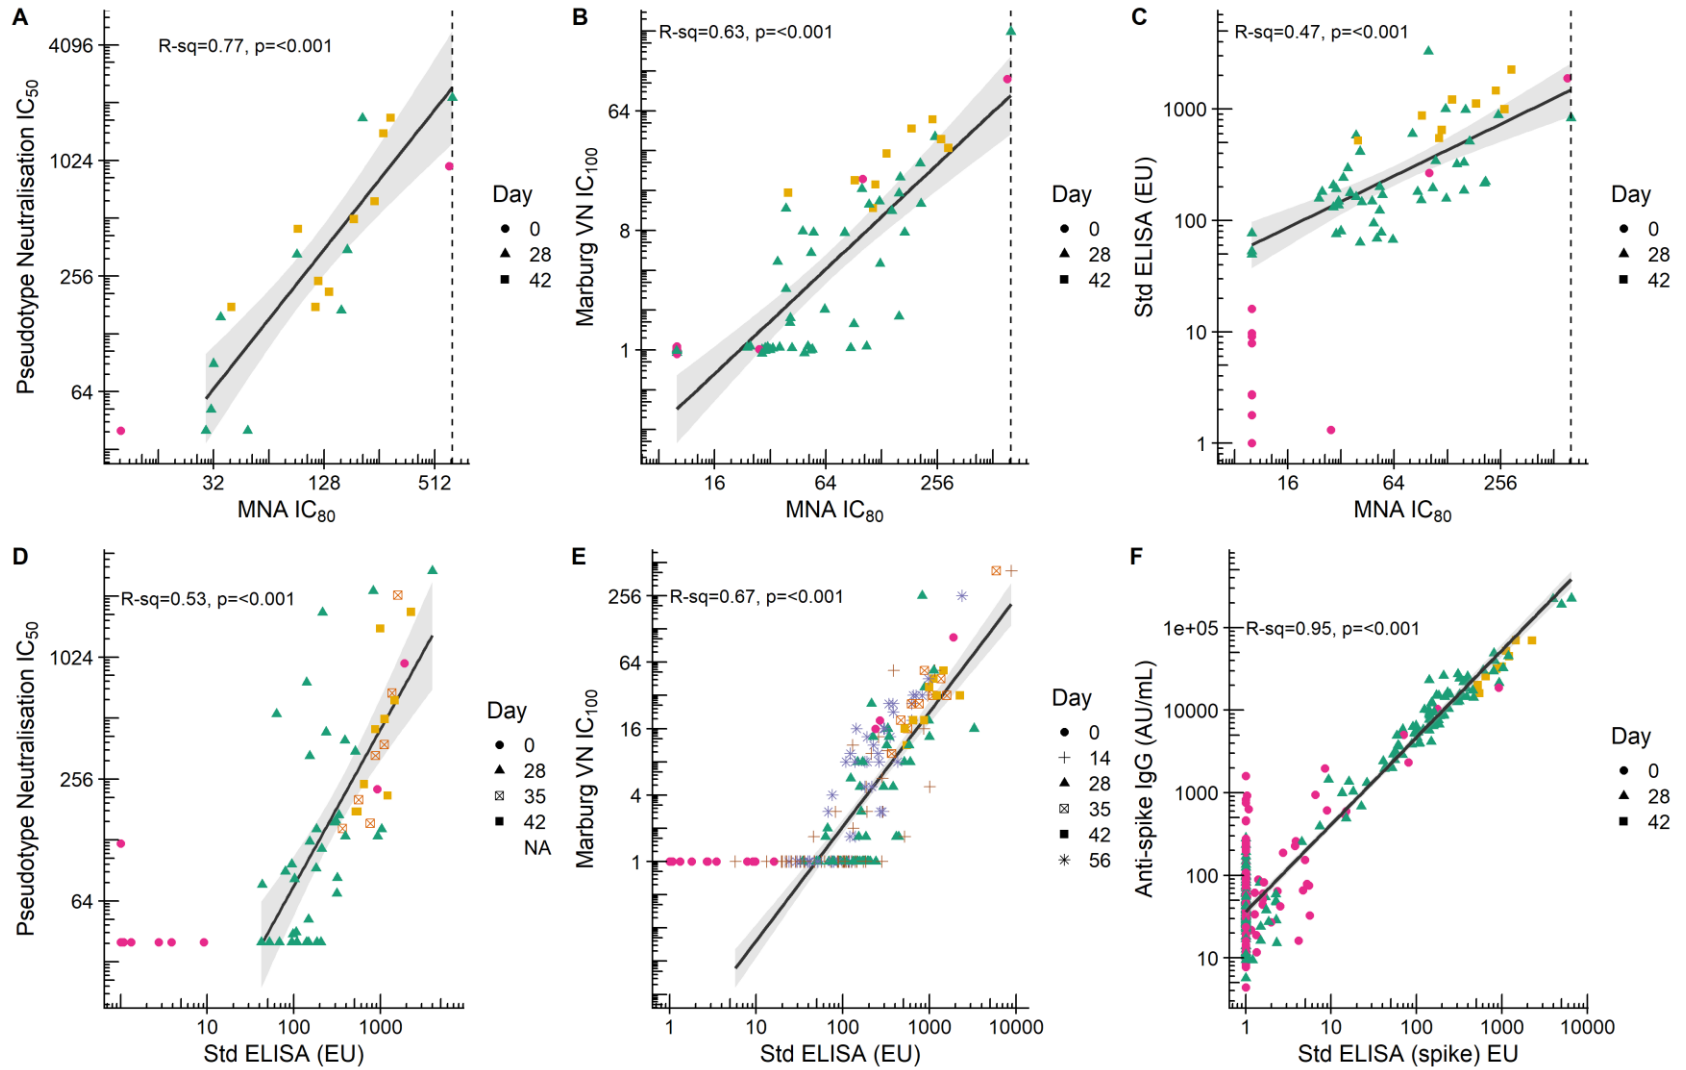 A
R-sq=0.77, p=<0.001
Pseudotype Neutralisation IC50
4096
1024
256
64
32
128
512
MNA IC80
Day
0
28
42
B
R-sq=0.63, p=<0.001
Marburg VN IC100
64
8
1
16
64
256
MNA IC80
Day
0
28
42
C
R-sq=0.47, p=<0.001
Std ELISA (EU)
1000
100
10
1
16
64
256
MNA IC80
Day
0
28
42
D
R-sq=0.53, p=<0.001
Pseudotype Neutralisation IC50
1024
256
64
10
100
1000
Std ELISA (EU)
Day
0
28
35
42
NA
E
R-sq=0.67, p=<0.001
Marburg VN IC100
256
64
16
4
1
1
10
100
1000
10000
Std ELISA (EU)
Day
0
14
28
35
42
56
F
R-sq=0.95, p=<0.001
Anti-spike IgG (AU/mL)
1e+05
10000
1000
100
10
1
10
100
1000
10000
Std ELISA (spike) EU
Day
0
28
42